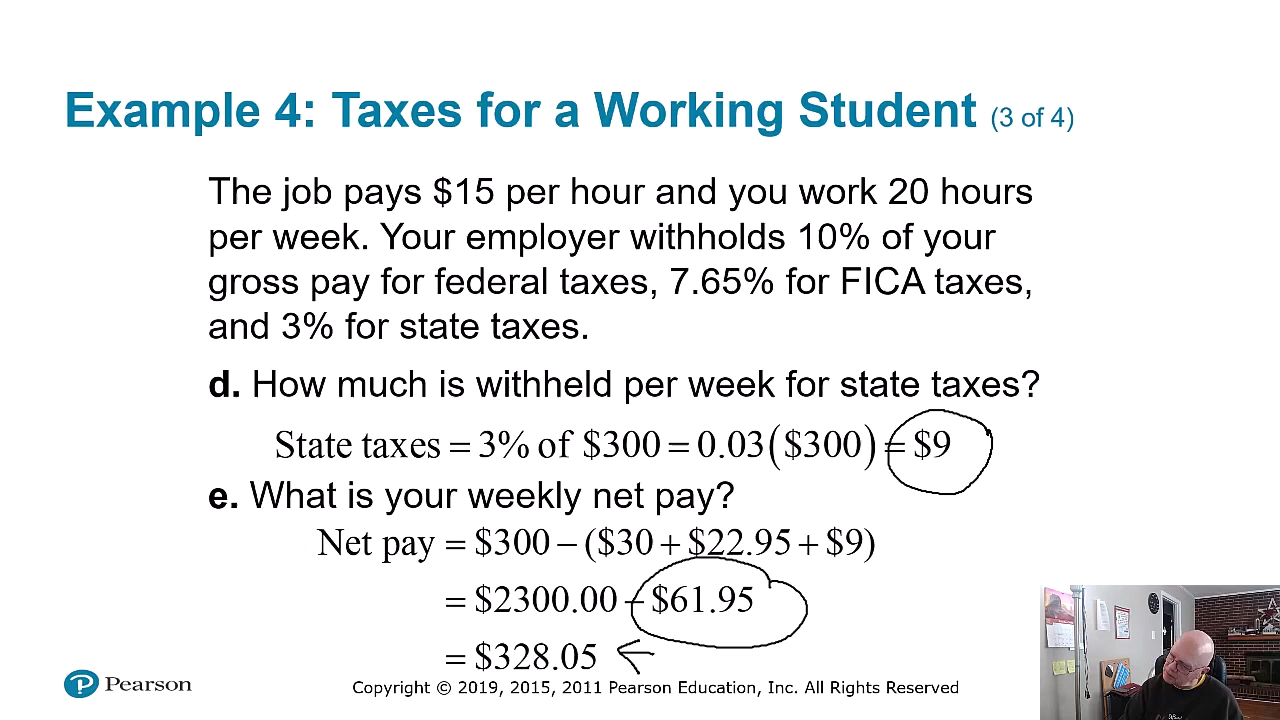 Example 4: Taxes for a Working Student (3 of 4)
The job pays $15 per hour and you work 20 hours
per week. Your employer withholds 10% of your
gross pay for federal taxes, 7.65% for FICA taxes,
and 3% for state taxes.
d. How much is withheld per week for state taxes?
State taxes = 3% of $300 = 0.03($300) = $9
e. What is your weekly net pay?
Net pay = $300 − ($30 + $22.95 + $9)
= $2300.00 − $61.95
= $328.05
Pearson
Copyright © 2019, 2015, 2011 Pearson Education, Inc. All Rights Reserved